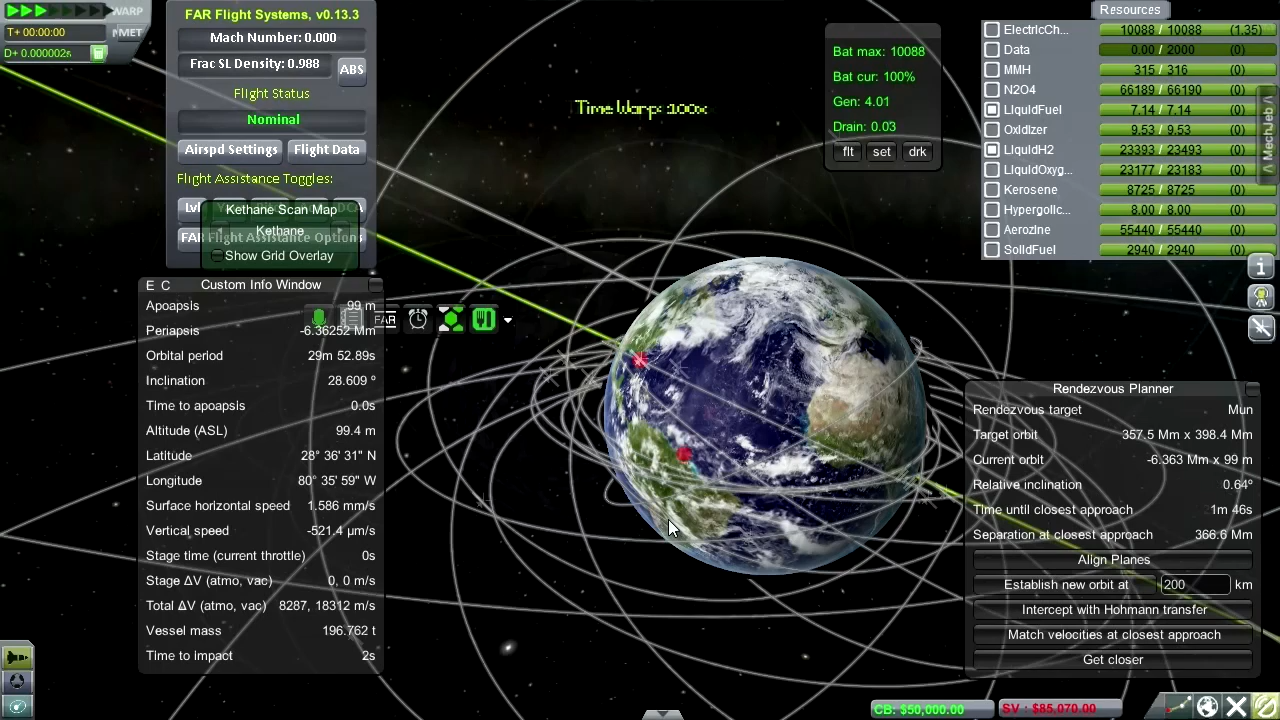 WARP
T+ 00:00:00
MET
D+ 0.000002s
FAR Flight Systems, v0.13.3
Mach Number: 0.000
Frac SL Density: 0.988
ABS
Flight Status
Nominal
Airspd Settings
Flight Data
Flight Assistance Toggles:
Lvl
Kethane Scan Map
Kethane
FAR Flight Assistance Options
Show Grid Overlay
E C Custom Info Window
Apoapsis 99 m
Periapsis -6.36252 Mm
Orbital period 29m 52.89s
Inclination 28.609 º
Time to apoapsis 0.0s
Altitude (ASL) 99.4 m
Latitude 28° 36' 31" N
Longitude 80° 35' 59" W
Surface horizontal speed 1.586 mm/s
Vertical speed -521.4 µm/s
Stage time (current throttle) 0s
Stage ΔV (atmo, vac) 0, 0 m/s
Total ΔV (atmo, vac) 8287, 18312 m/s
Vessel mass 196.762 t
Time to impact 2s
FAR
Time Warp: 100x
Bat max: 10088
Bat cur: 100%
Gen: 4.01
Drain: 0.03
flt set drk
Resources
ElectricCh... 10088 / 10088 (1.35)
Data 0.00 / 2000 (0)
MMH 315 / 316 (0)
N2O4 66189 / 66190 (0)
LiquidFuel 7.14 / 7.14 (0)
Oxidizer 9.53 / 9.53 (0)
LiquidH2 23393 / 23493 (0)
LiquidOxyg... 23177 / 23183 (0)
Kerosene 8725 / 8725 (0)
Hypergolic... 8.00 / 8.00 (0)
Aerozine 55440 / 55440 (0)
SolidFuel 2940 / 2940 (0)
MechJeb
Rendezvous Planner
Rendezvous target Mun
Target orbit 357.5 Mm x 398.4 Mm
Current orbit -6.363 Mm x 99 m
Relative inclination 0.64º
Time until closest approach 1m 46s
Separation at closest approach 366.6 Mm
Align Planes
Establish new orbit at 200 km
Intercept with Hohmann transfer
Match velocities at closest approach
Get closer
CB: $50,000.00
SV : $85,070.00